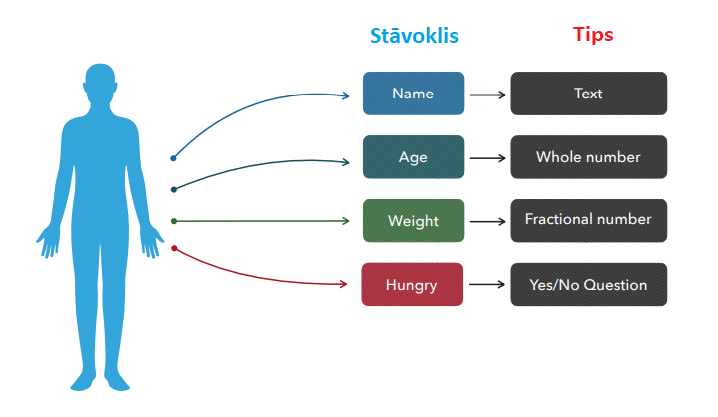 Stāvoklis Tips
Name Text
Age Whole number
Weight Fractional number
Hungry Yes/No Question